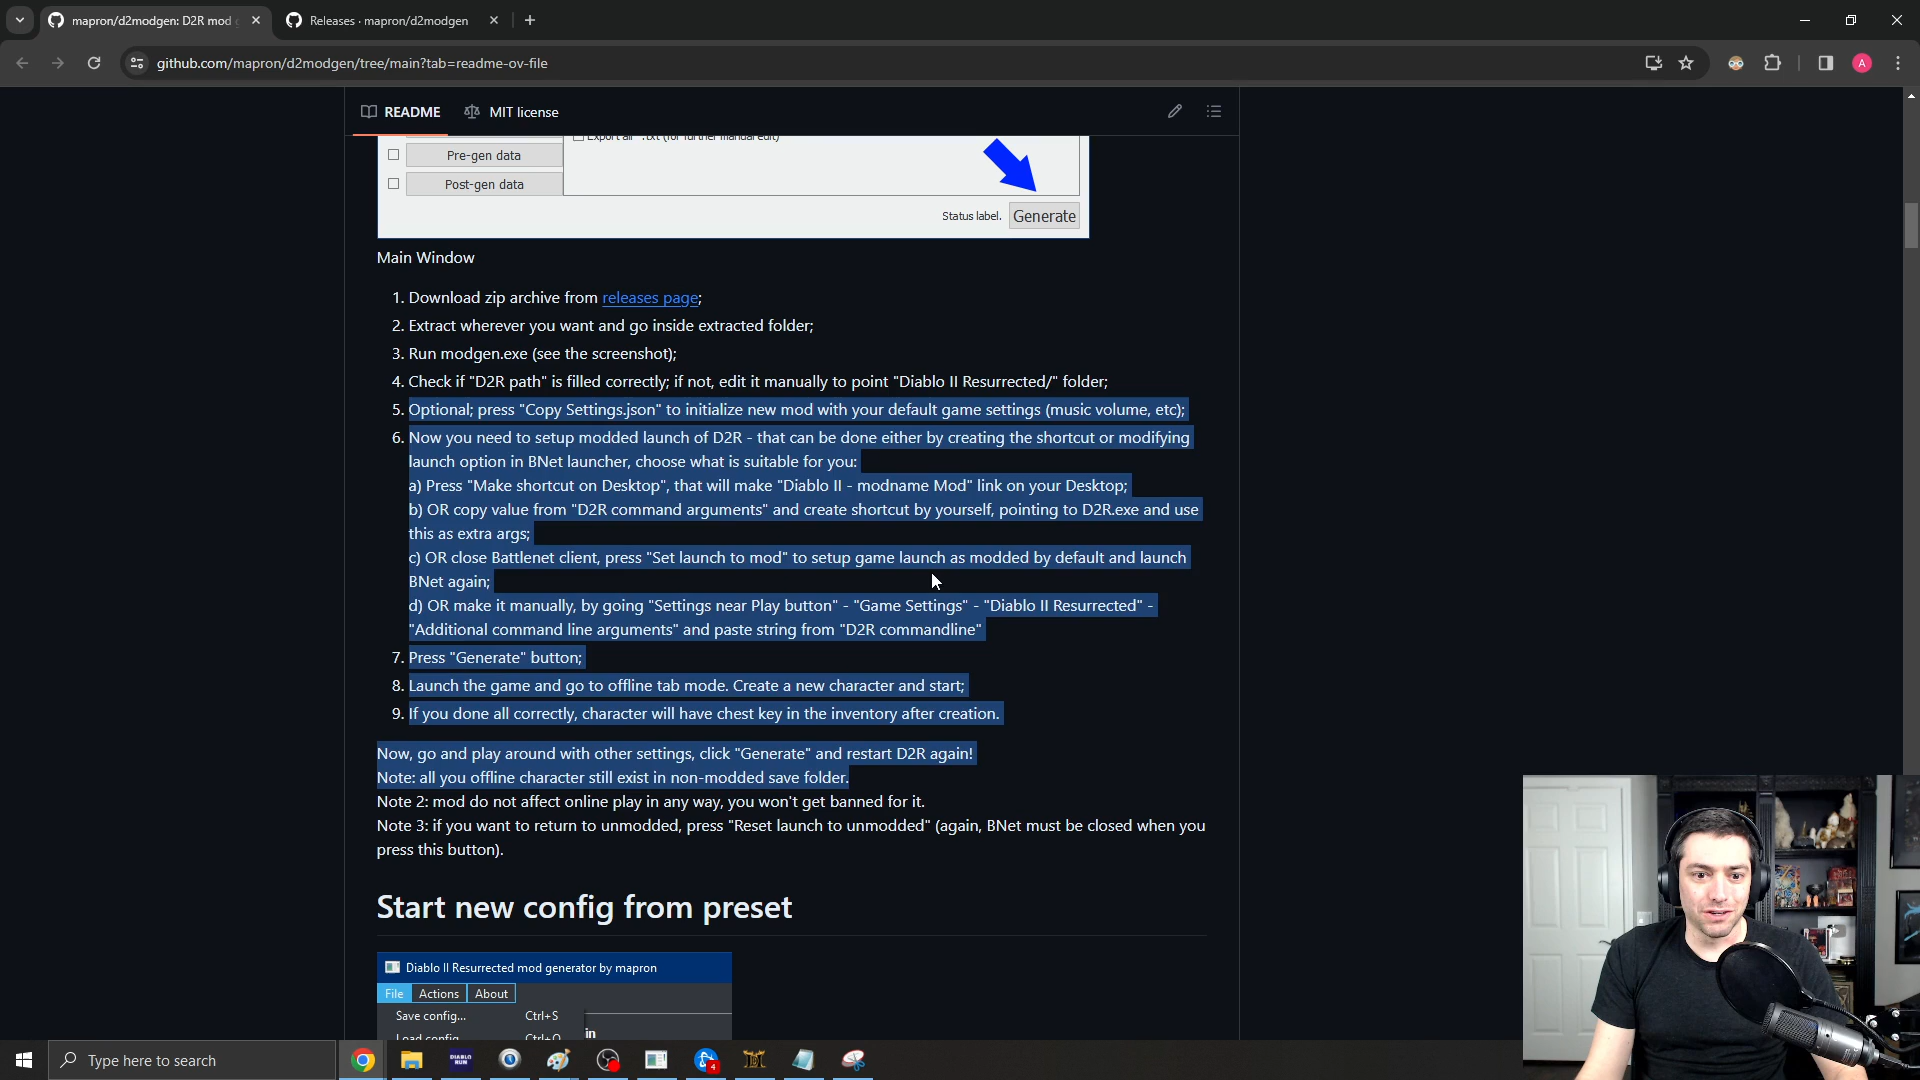 mapron/d2modgen: D2R mod
Releases · mapron/d2modgen
github.com/mapron/d2modgen/tree/main?tab=readme-ov-file
A
README
MIT license
Pre-gen data
Post-gen data
Status label.
Generate
Main Window
1. Download zip archive from releases page;
2. Extract wherever you want and go inside extracted folder;
3. Run modgen.exe (see the screenshot);
4. Check if "D2R path" is filled correctly; if not, edit it manually to point "Diablo II Resurrected/" folder;
5. Optional; press "Copy Settings.json" to initialize new mod with your default game settings (music volume, etc);
6. Now you need to setup modded launch of D2R - that can be done either by creating the shortcut or modifying
launch option in BNet launcher, choose what is suitable for you:
a) Press "Make shortcut on Desktop", that will make "Diablo II - modname Mod" link on your Desktop;
b) OR copy value from "D2R command arguments" and create shortcut by yourself, pointing to D2R.exe and use
this as extra args;
c) OR close Battlenet client, press "Set launch to mod" to setup game launch as modded by default and launch
BNet again;
d) OR make it manually, by going "Settings near Play button" - "Game Settings" - "Diablo II Resurrected" -
"Additional command line arguments" and paste string from "D2R commandline"
7. Press "Generate" button;
8. Launch the game and go to offline tab mode. Create a new character and start;
9. If you done all correctly, character will have chest key in the inventory after creation.
Now, go and play around with other settings, click "Generate" and restart D2R again!
Note: all you offline character still exist in non-modded save folder.
Note 2: mod do not affect online play in any way, you won't get banned for it.
Note 3: if you want to return to unmodded, press "Reset launch to unmodded" (again, BNet must be closed when you
press this button).
Start new config from preset
Diablo II Resurrected mod generator by mapron
File Actions About
Save config... Ctrl+S
Load config Ctrl+O
in
Type here to search
DIABLO RUN
4